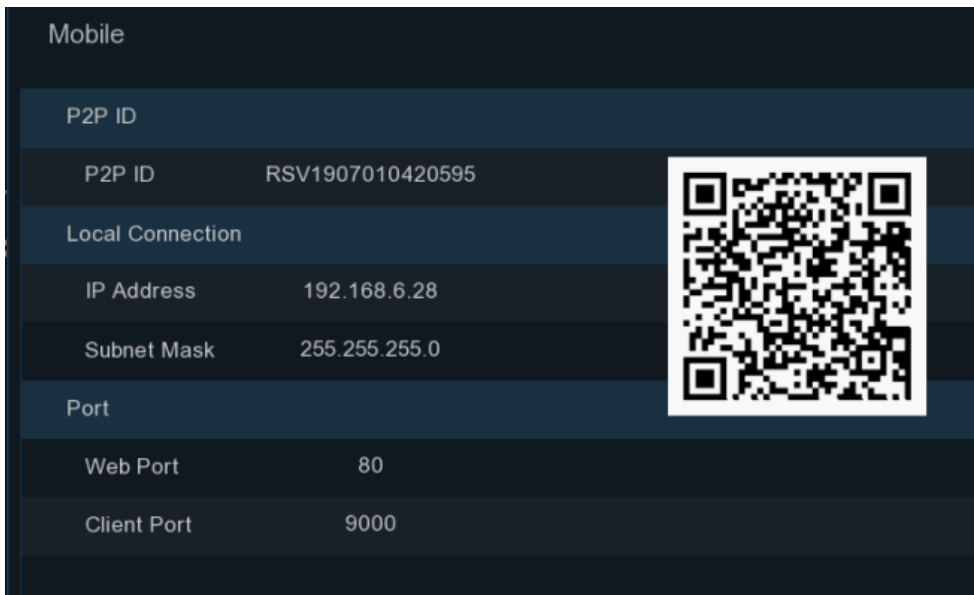 Mobile
P2P ID
P2P ID RSV1907010420595
Local Connection
IP Address 192.168.6.28
Subnet Mask 255.255.255.0
Port
Web Port 80
Client Port 9000